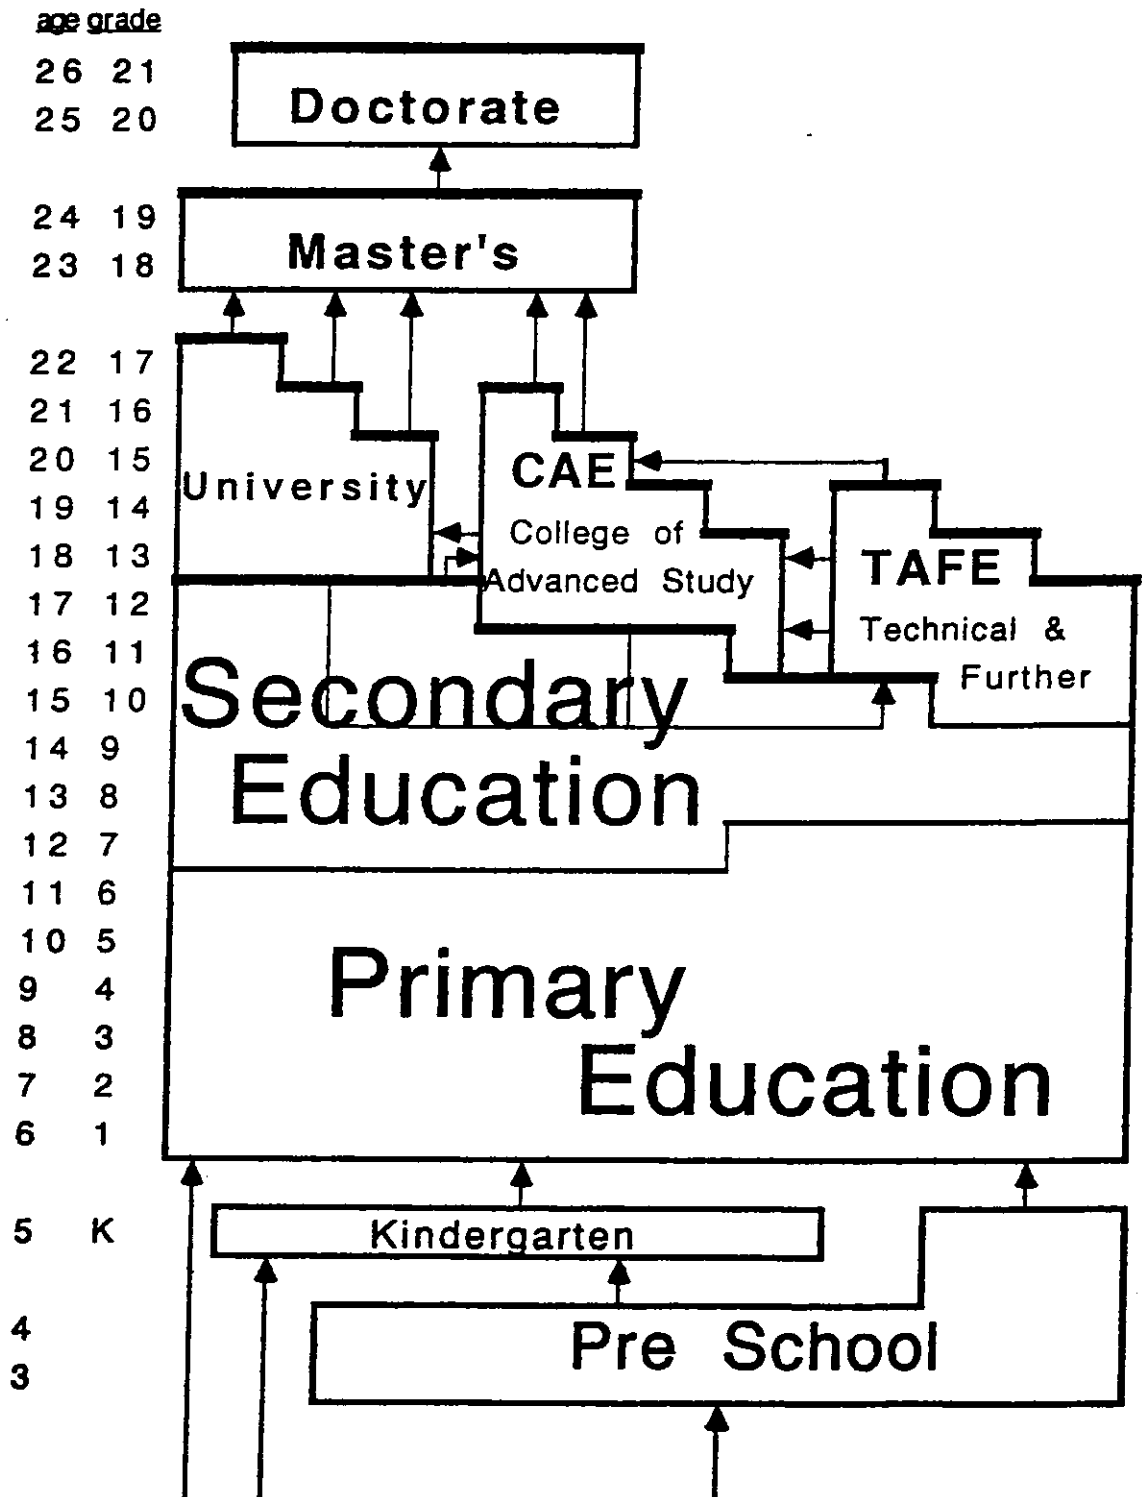 age grade
26 21
Doctorate
25 20
24 19
Master's
23 18
22 17
21 16
20 15
CAE
University
19 14
College of
18 13
TAFE
Advanced Study
17 12
Technical &
16 11
Further
15 10
Secondary
14 9
Education
13 8
12 7
11 6
10 5
9 4
Primary
8 3
7 2
Education
6 1
5 K
Kindergarten
4
Pre School
3